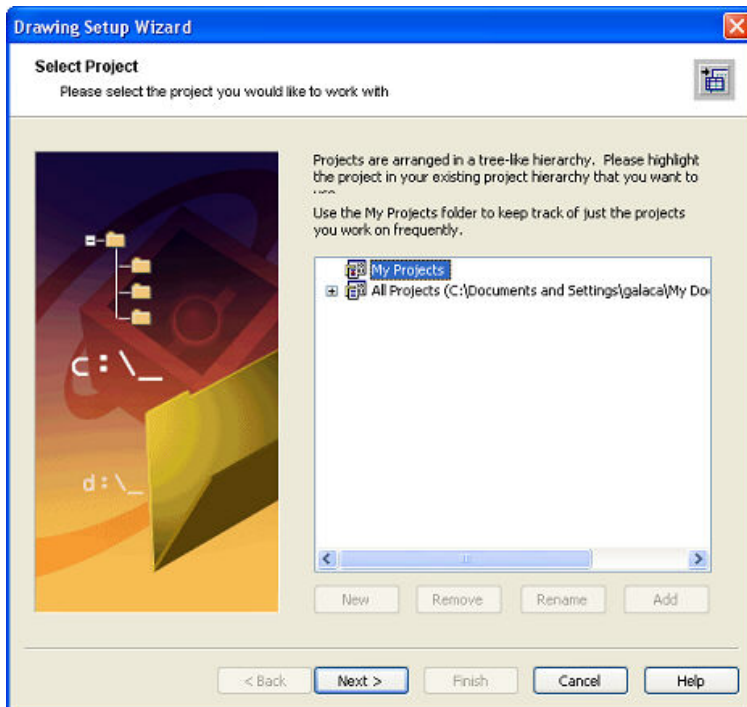 Drawing Setup Wizard
Select Project
Please select the project you would like to work with
Projects are arranged in a tree-like hierarchy. Please highlight
the project in your existing project hierarchy that you want to
Use the My Projects folder to keep track of just the projects
you work on frequently.
My Projects
All Projects (C:\Documents and Settings\galaca\My Do
c:\_
d:\_
New Remove Rename Add
< Back Next > Finish Cancel Help